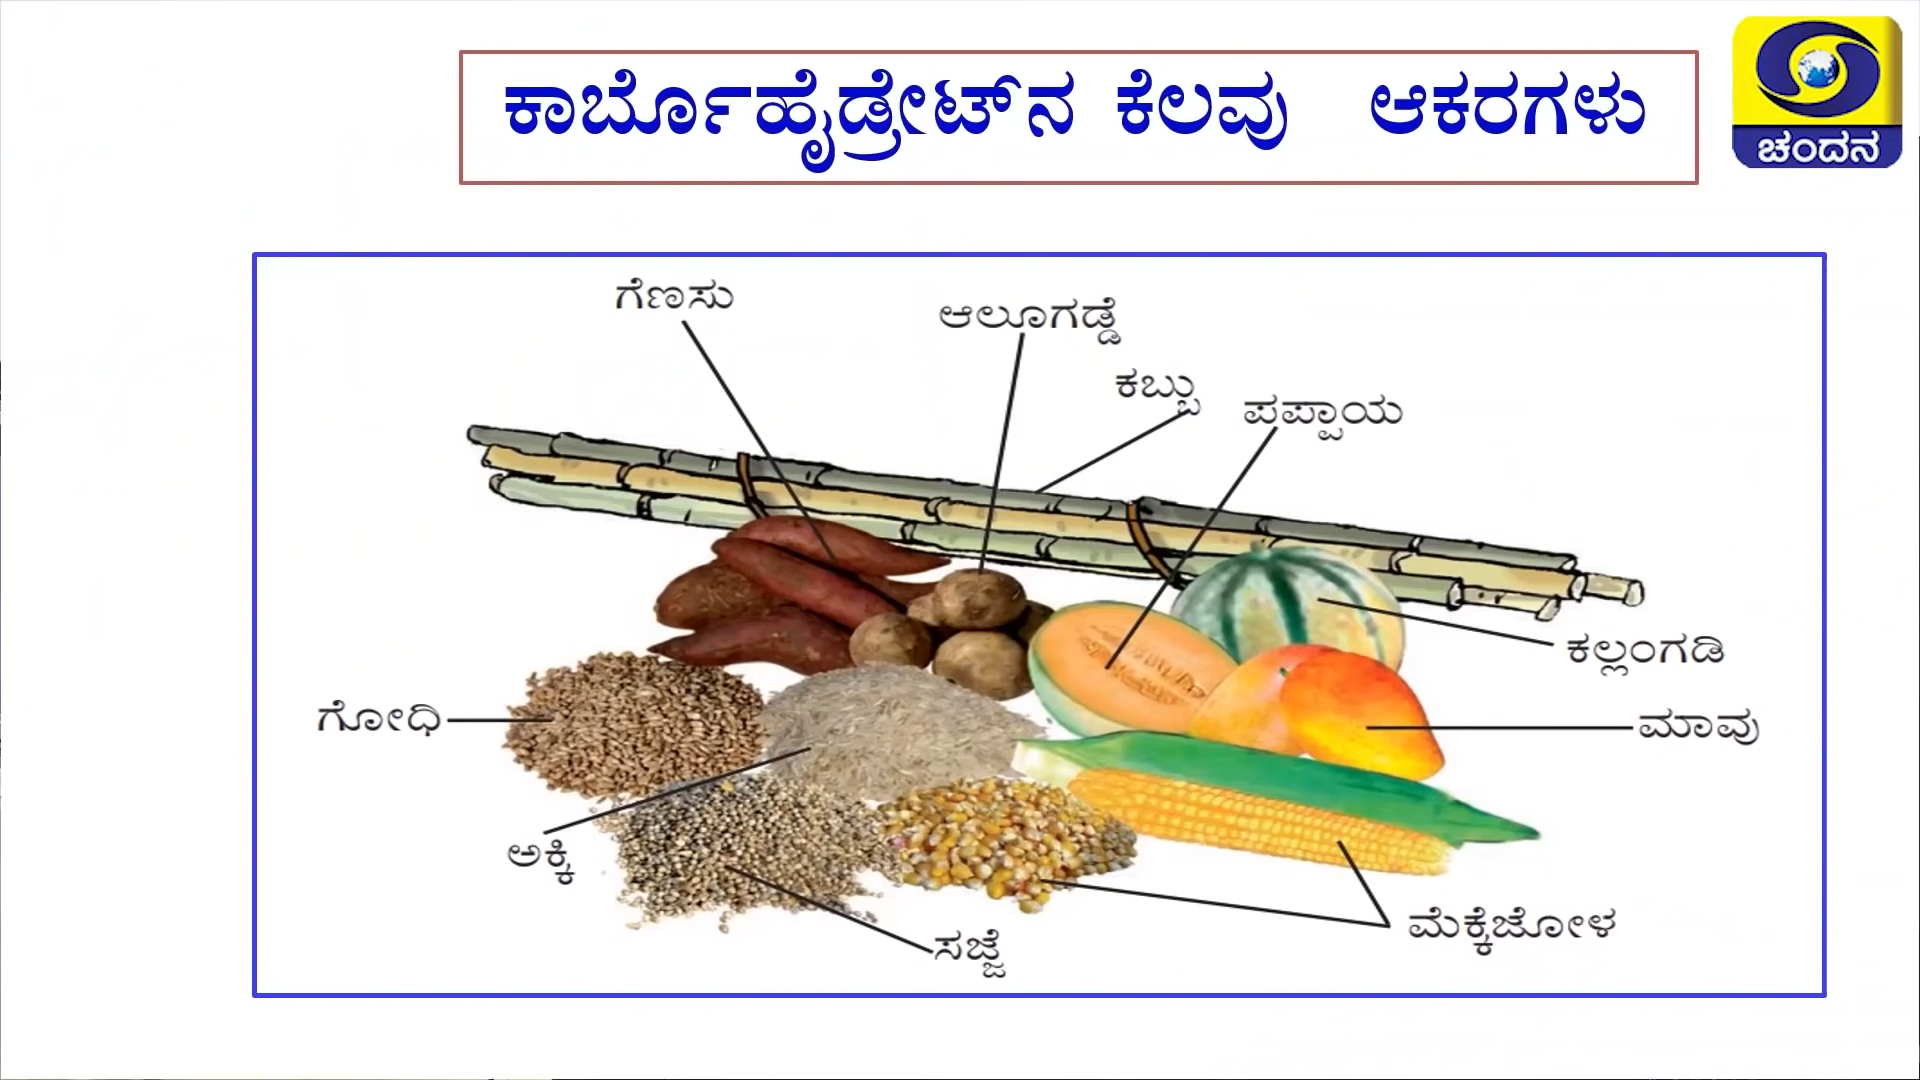 ಕಾರ್ಬೊಹೈಡ್ರೇಟ್‌ನ ಕೆಲವು ಆಕರಗಳು
ಚಂದನ
ಗೆಣಸು
ಆಲೂಗಡ್ಡೆ
ಕಬ್ಬು
ಪಪ್ಪಾಯ
ಕಲ್ಲಂಗಡಿ
ಗೋಧಿ
ಮಾವು
ಅಕ್ಕಿ
ಮೆಕ್ಕೆಜೋಳ
ಸಜ್ಜೆ